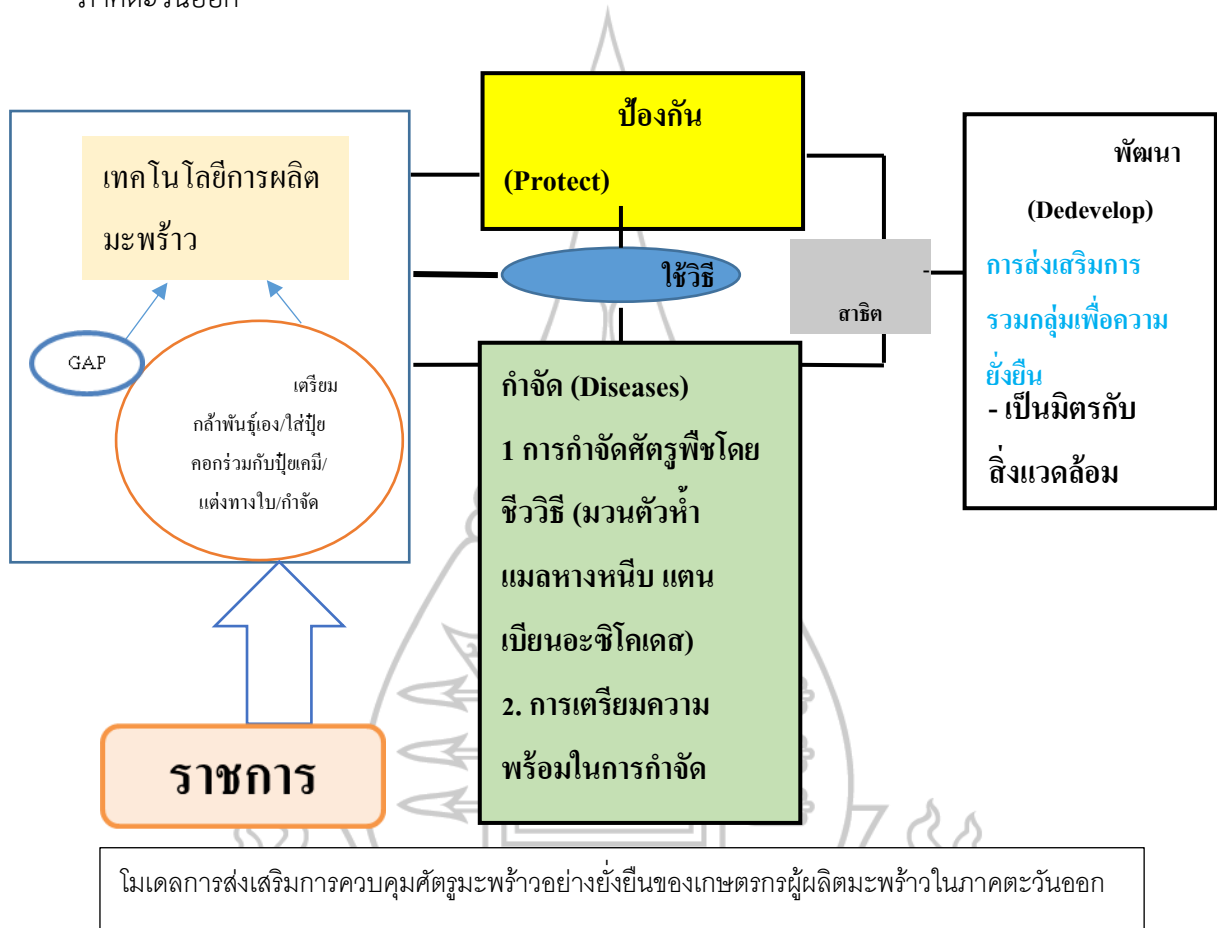 ภาคตะวันออก
ป้องกัน
(Protect)
เทคโนโลยีการผลิต
มะพร้าว
GAP
เตรียม
กล้าพันธุ์เอง/ใส่ปุ๋ย
คอกร่วมกับปุ๋ยเคมี/
แต่งทางใบ/กำจัด
ราชการ
ใช้วิธี
กำจัด (Diseases)
1 การกำจัดศัตรูพืชโดย
ชีววิธี (มวนตัวห้ำ
แมลหางหนีบ แตน
เบียนอะซิโคเดส)
2. การเตรียมความ
พร้อมในการกำจัด
-
สาธิต
พัฒนา
(Dedevelop)
การส่งเสริมการ
รวมกลุ่มเพื่อความ
ยั่งยืน
- เป็นมิตรกับ
สิ่งแวดล้อม
โมเดลการส่งเสริมการควบคุมศัตรูมะพร้าวอย่างยั่งยืนของเกษตรกรผู้ผลิตมะพร้าวในภาคตะวันออก